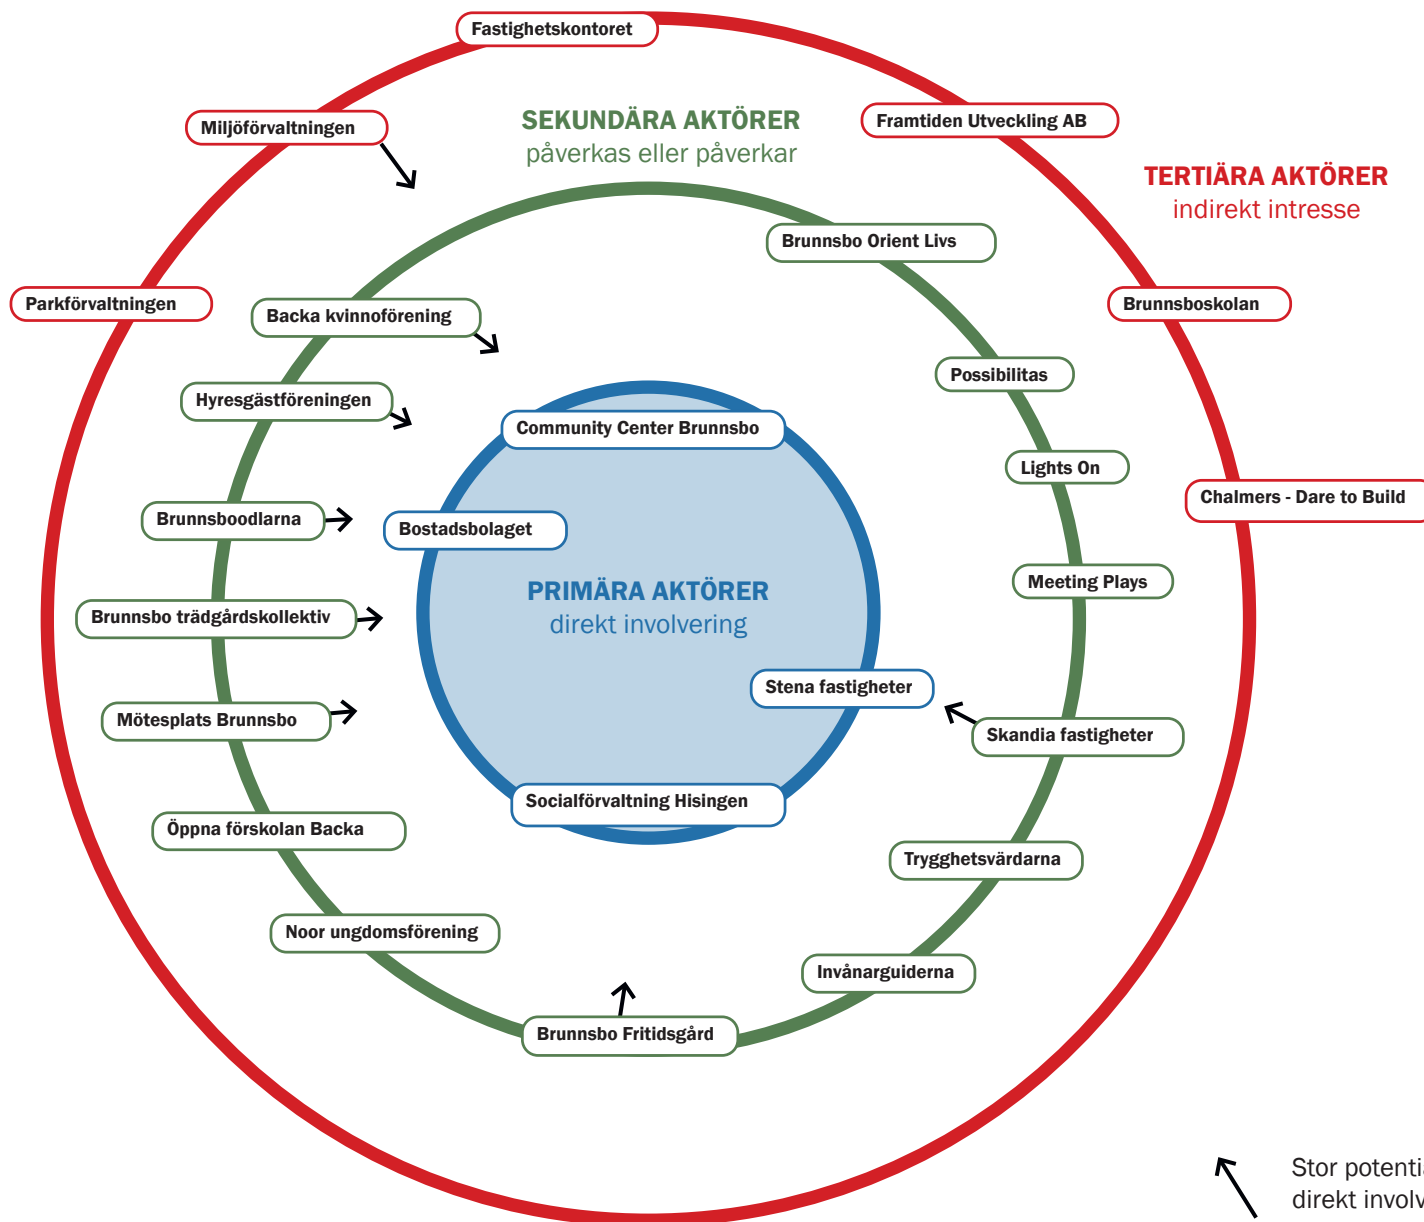 Fastighetskontoret
Miljöförvaltningen
SEKUNDÄRA AKTÖRER
påverkas eller påverkar
Framtiden Utveckling AB
TERTIÄRA AKTÖRER
indirekt intresse
Brunnsbo Orient Livs
Parkförvaltningen
Backa kvinnoförening
Brunnsboskolan
Possibilitas
Hyresgästföreningen
Community Center Brunnsbo
Lights On
Chalmers - Dare to Build
Brunnsboodlarna
Bostadsbolaget
PRIMÄRA AKTÖRER
direkt involvering
Meeting Plays
Brunnsbo trädgårdskollektiv
Stena fastigheter
Mötesplats Brunnsbo
Skandia fastigheter
Socialförvaltning Hisingen
Öppna förskolan Backa
Trygghetsvärdarna
Noor ungdomsförening
Invånarguiderna
Brunnsbo Fritidsgård
Stor
direkt